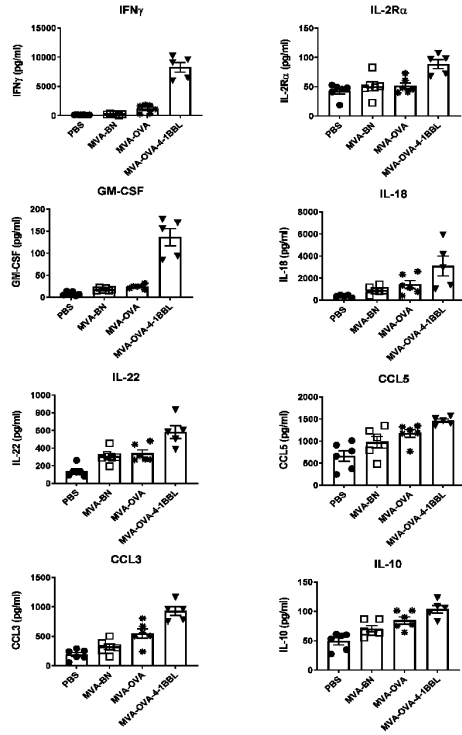 IFNγ
IFNγ (pg/ml)
15000
10000
5000
0
PBS
MVA-BN
MVA-OVA
MVA-OVA-4-1BBL
IL-2Rα
IL-2Rα (pg/ml)
150
100
50
0
PBS
MVA-BN
MVA-OVA
MVA-OVA-4-1BBL
GM-CSF
GM-CSF (pg/ml)
200
150
100
50
0
PBS
MVA-BN
MVA-OVA
MVA-OVA-4-1BBL
IL-18
IL-18 (pg/ml)
8000
6000
4000
2000
0
PBS
MVA-BN
MVA-OVA
MVA-OVA-4-1BBL
IL-22
IL-22 (pg/ml)
1000
800
600
400
200
0
PBS
MVA-BN
MVA-OVA
MVA-OVA-4-1BBL
CCL5
CCL5 (pg/ml)
2000
1500
1000
500
0
PBS
MVA-BN
MVA-OVA
MVA-OVA-4-1BBL
CCL3
CCL3 (pg/ml)
1500
1000
500
0
PBS
MVA-BN
MVA-OVA
MVA-OVA-4-1BBL
IL-10
IL-10 (pg/ml)
150
100
50
0
PBS
MVA-BN
MVA-OVA
MVA-OVA-4-1BBL